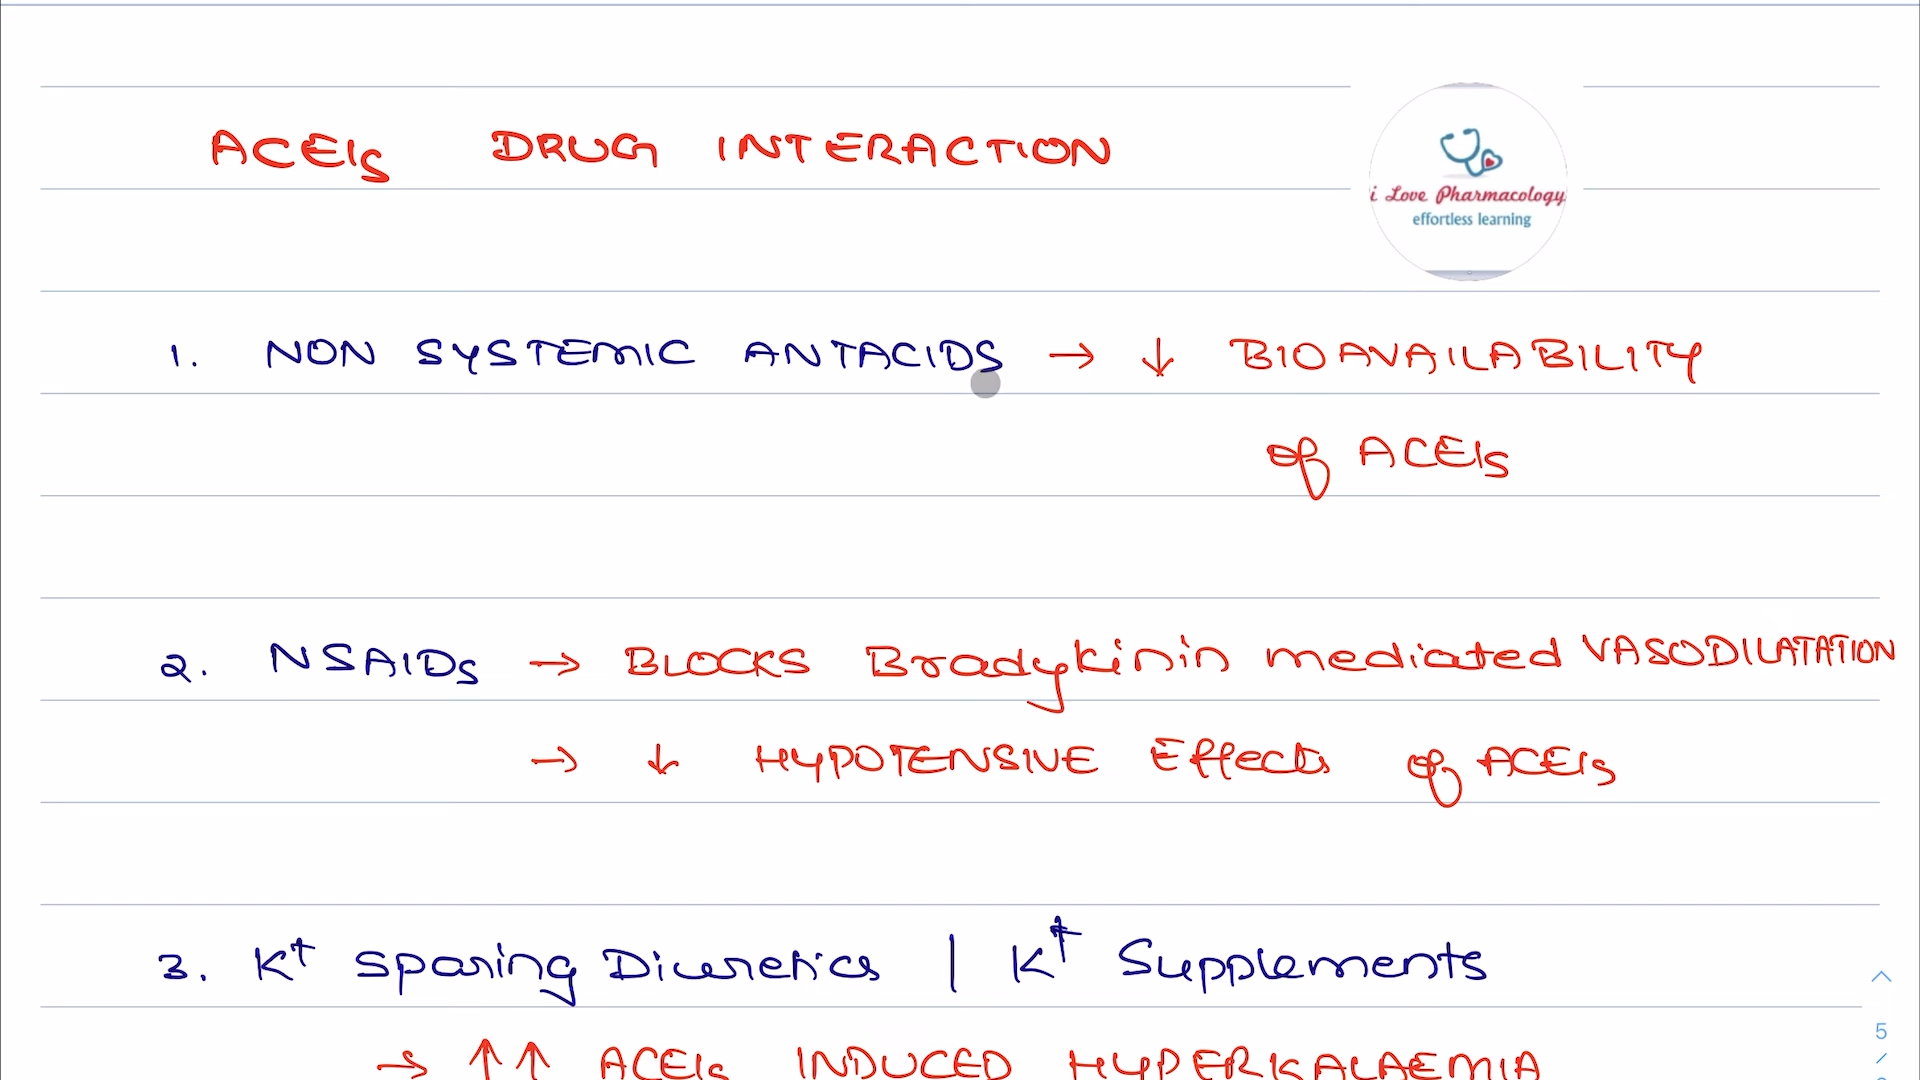 ACEIs DRUG INTERACTION
i Love Pharmacology
effortless learning
1. NON SYSTEMIC ANTACIDS → ↓ BIOAVAILABILITY
of ACEIs
2. NSAIDs → BLOCKS Bradykinin mediated VASODILATATION
→ ↓ HYPOTENSIVE Effects of ACEIs
3. K+ Sparing Diuretics | K+ Supplements
→ ↑↑ ACEIs INDUCED HYPERKALAEMIA
5
/